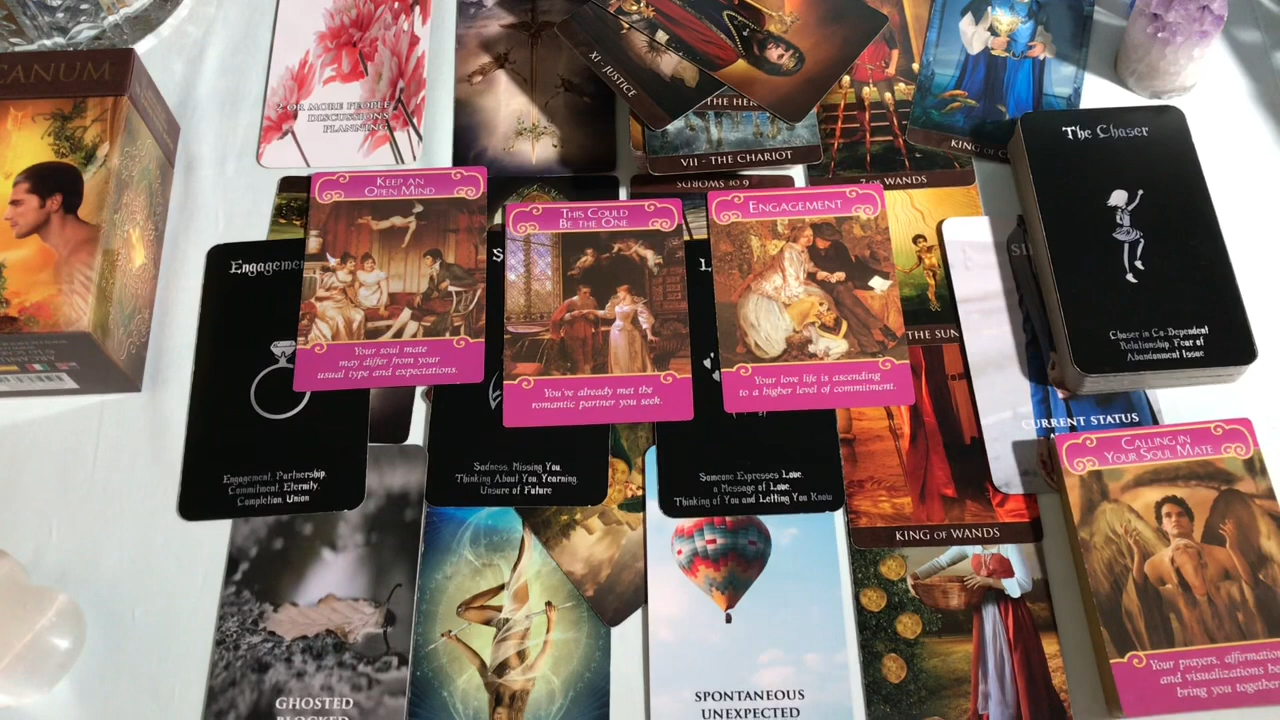 CANUM
2 OR MORE PEOPLE
DISCUSSIONS
PLANNING
XI - JUSTICE
THE HER
VII - THE CHARIOT
6 OF SWORDS
7 OF WANDS
KING OF C
The Chaser
Chaser in Co-Dependent
Relationship, Fear of
Abandonment Issue
KEEP AN
OPEN MIND
Your soul mate
may differ from your
usual type and expectations.
THIS COULD
BE THE ONE
You've already met the
romantic partner you seek.
ENGAGEMENT
Your love life is ascending
to a higher level of commitment.
Engagemen
Engagement, Partnership,
Commitment, Eternity,
Completion, Union
S
Sadness, Missing You,
Thinking About You, Yearning,
Unsure of Future
L
Someone Expresses Love,
a Message of Love,
Thinking of You and Letting You Know
THE SUN
SI
CURRENT STATUS
KING OF WANDS
CALLING IN
YOUR SOUL MATE
Your prayers, affirmation
and visualizations he
bring you together
GHOSTED
BLOCKED
SPONTANEOUS
UNEXPECTED